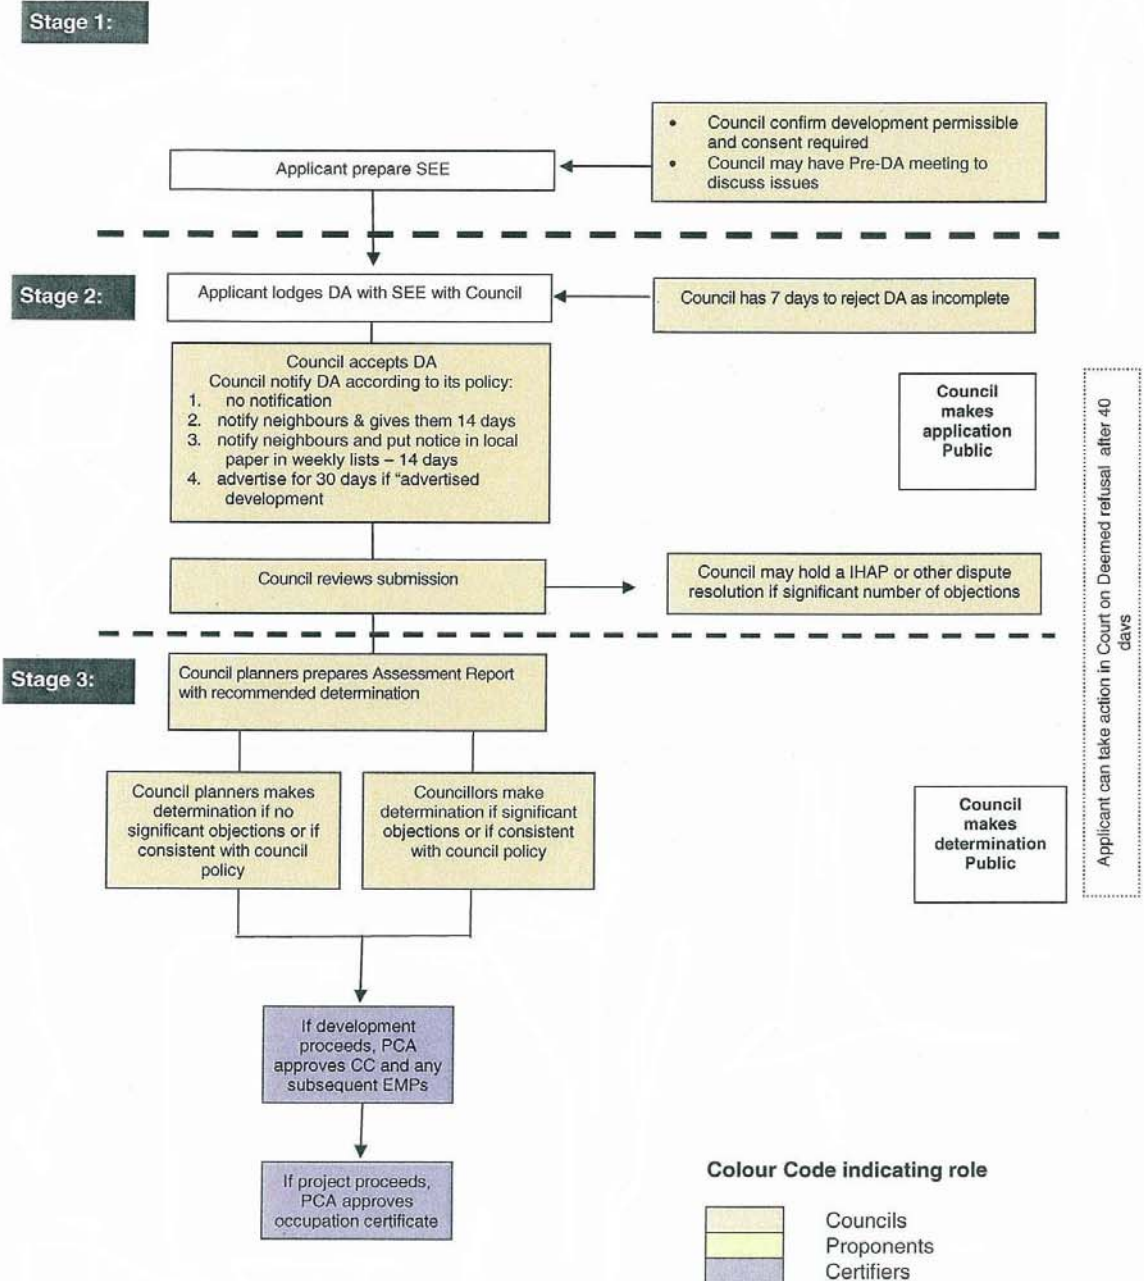 Stage 1:
• Council confirm development permissible
and consent required
• Council may have Pre-DA meeting to
discuss issues
Applicant prepare SEE
Stage 2:
Applicant lodges DA with SEE with Council
Council has 7 days to reject DA as incomplete
Council accepts DA
Council notify DA according to its policy:
1. no notification
2. notify neighbours & gives them 14 days
3. notify neighbours and put notice in local
paper in weekly lists – 14 days
4. advertise for 30 days if "advertised
development
Council
makes
application
Public
Applicant can take action in Court on Deemed refusal after 40
days
Council reviews submission
Council may hold a IHAP or other dispute
resolution if significant number of objections
Stage 3:
Council planners prepares Assessment Report
with recommended determination
Council planners makes
determination if no
significant objections or if
consistent with council
policy
Councillors make
determination if significant
objections or if consistent
with council policy
Council
makes
determination
Public
If development
proceeds, PCA
approves CC and any
subsequent EMPs
If project proceeds,
PCA approves
occupation certificate
Colour Code indicating role
Councils
Proponents
Certifiers